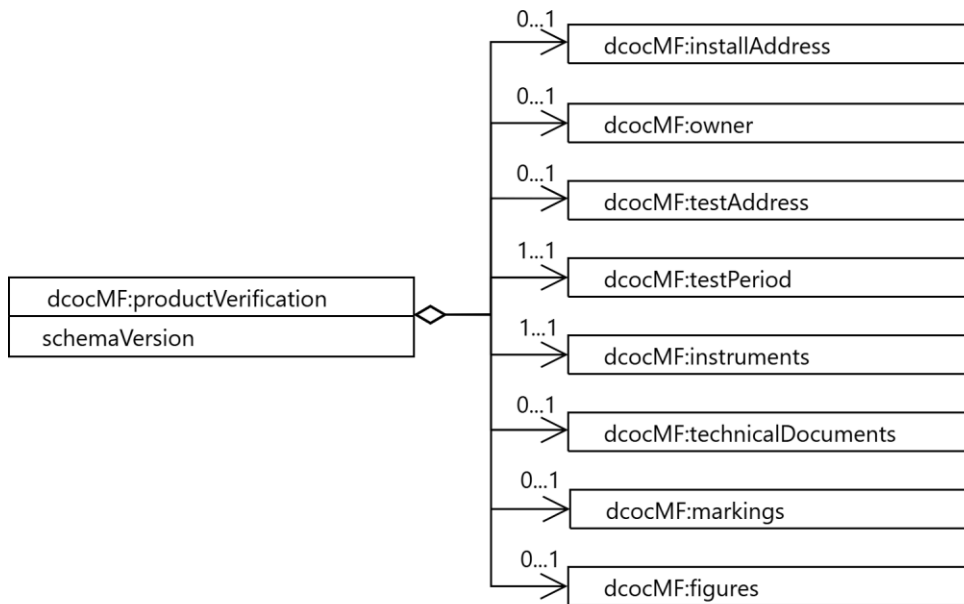 0...1
dcocMF:installAddress
0...1
dcocMF:owner
0...1
dcocMF:testAddress
1...1
dcocMF:testPeriod
dcocMF:productVerification
schemaVersion
1...1
dcocMF:instruments
0...1
dcocMF:technicalDocuments
0...1
dcocMF:markings
0...1
dcocMF:figures